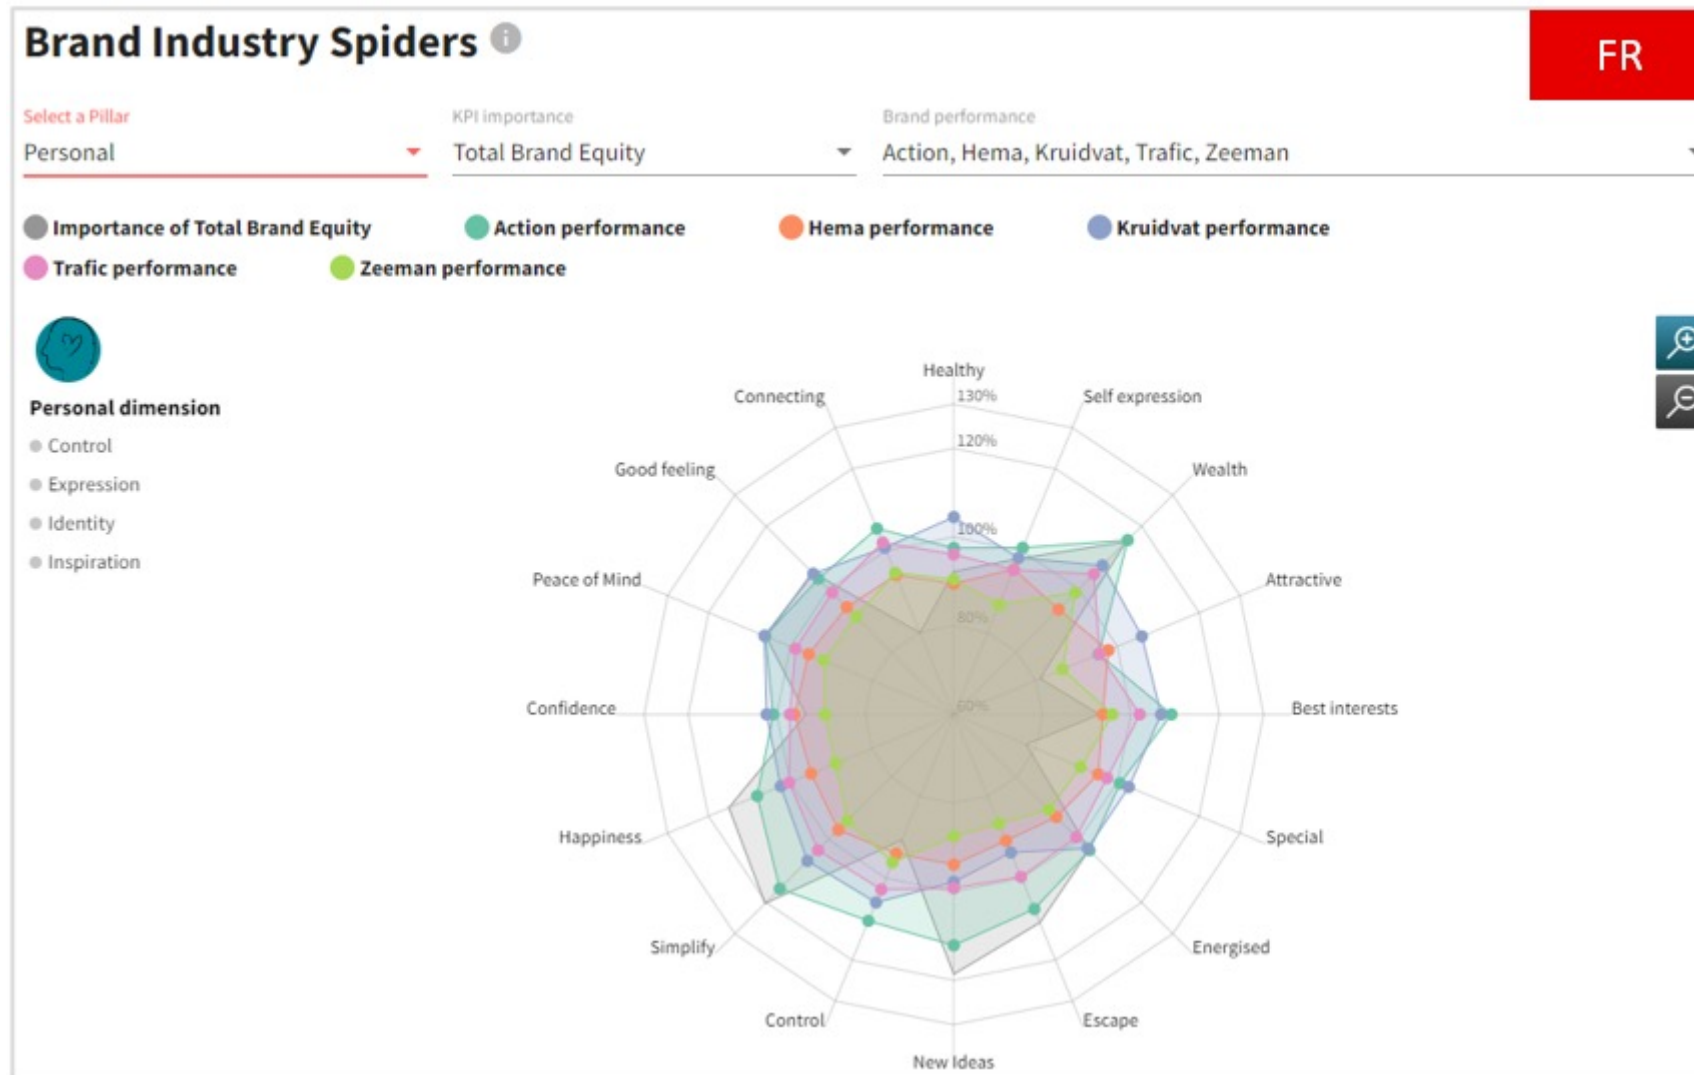 Brand Industry Spiders
FR
Select a Pillar
KPI importance
Brand performance
Personal
Total Brand Equity
Action, Hema, Kruidvat, Trafic, Zeeman
Importance of Total Brand Equity
Action performance
Hema performance
Kruidvat performance
Trafic performance
Zeeman performance
Personal dimension
Control
Expression
Identity
Inspiration
Healthy
130%
Connecting
Self expression
120%
Good feeling
Wealth
100%
Peace of Mind
Attractive
80%
Confidence
60%
Best interests
Happiness
Special
Simplify
Energised
Control
Escape
New Ideas